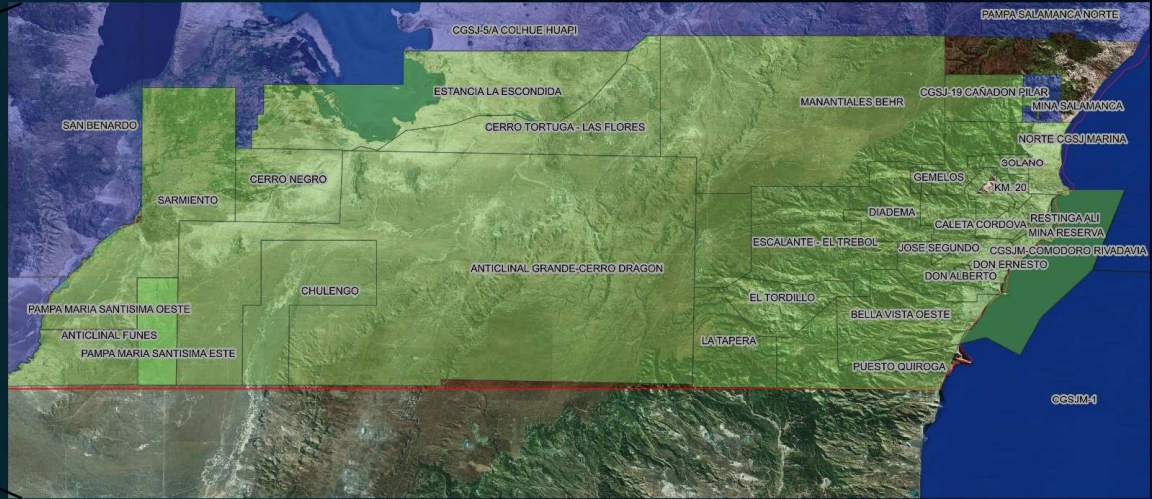 PAMPA SALAMANCA NORTE
CGSJ-5/A COLHUE HUAPI
ESTANCIA LA ESCONDIDA
CGSJ-19 CAÑADON PILAR
MANANTIALES BEHR
MINA SALAMANCA
SAN BENARDO
CERRO TORTUGA - LAS FLORES
NORTE CGSJ MARINA
SOLANO
CERRO NEGRO
GEMELOS
KM. 20
SARMIENTO
DIADEMA
RESTINGA ALI
CALETA CORDOVA
MINA RESERVA
ESCALANTE - EL TREBOL
JOSE SEGUNDO
CGSJM-COMODORO RIVADAVIA
ANTICLINAL GRANDE-CERRO DRAGON
DON ERNESTO
DON ALBERTO
CHULENGO
EL TORDILLO
PAMPA MARIA SANTISIMA OESTE
BELLA VISTA OESTE
ANTICLINAL FUNES
LA TAPERA
PAMPA MARIA SANTISIMA ESTE
PUESTO QUIROGA
CGSJM-1